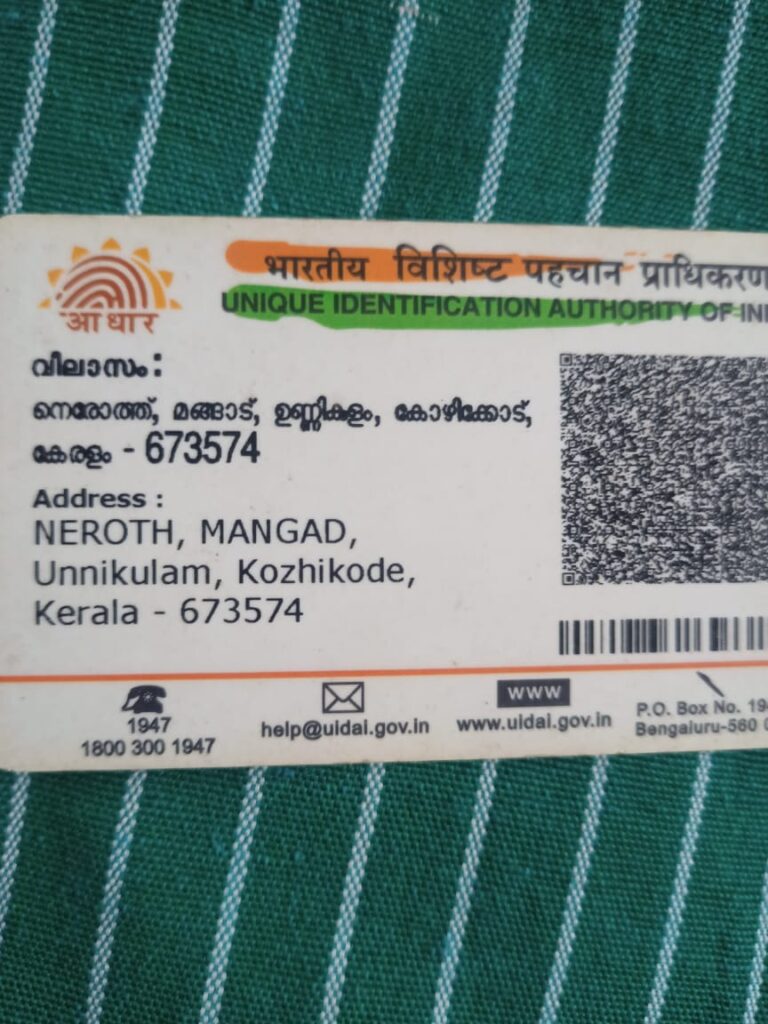 आधार
भारतीय विशिष्ट पहचान प्राधिकरण
UNIQUE IDENTIFICATION AUTHORITY OF
വിലാസം:
നെരോത്ത്, മങ്ങാട്, ഉണ്ണികുളം, കോഴിക്കോട്,
കേരളം - 673574
Address :
NEROTH, MANGAD,
Unnikulam, Kozhikode,
Kerala - 673574
1947
1800 300 1947
help@uidai.gov.in
www
www.uidai.gov.in
P.O. Box No.
Bengaluru-560